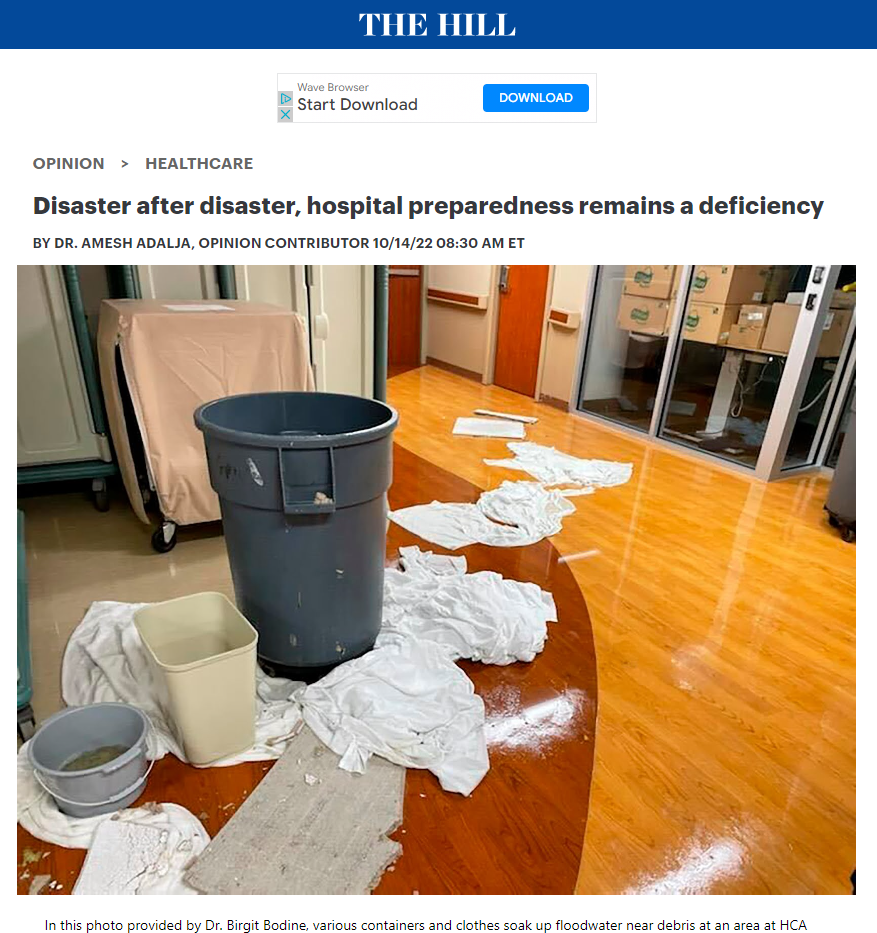 THE HILL
Wave Browser
Start Download
DOWNLOAD
OPINION > HEALTHCARE
Disaster after disaster, hospital preparedness remains a deficiency
BY DR. AMESH ADALJA, OPINION CONTRIBUTOR 10/14/22 08:30 AM ET
In this photo provided by Dr. Birgit Bodine, various containers and clothes soak up floodwater near debris at an area at HCA